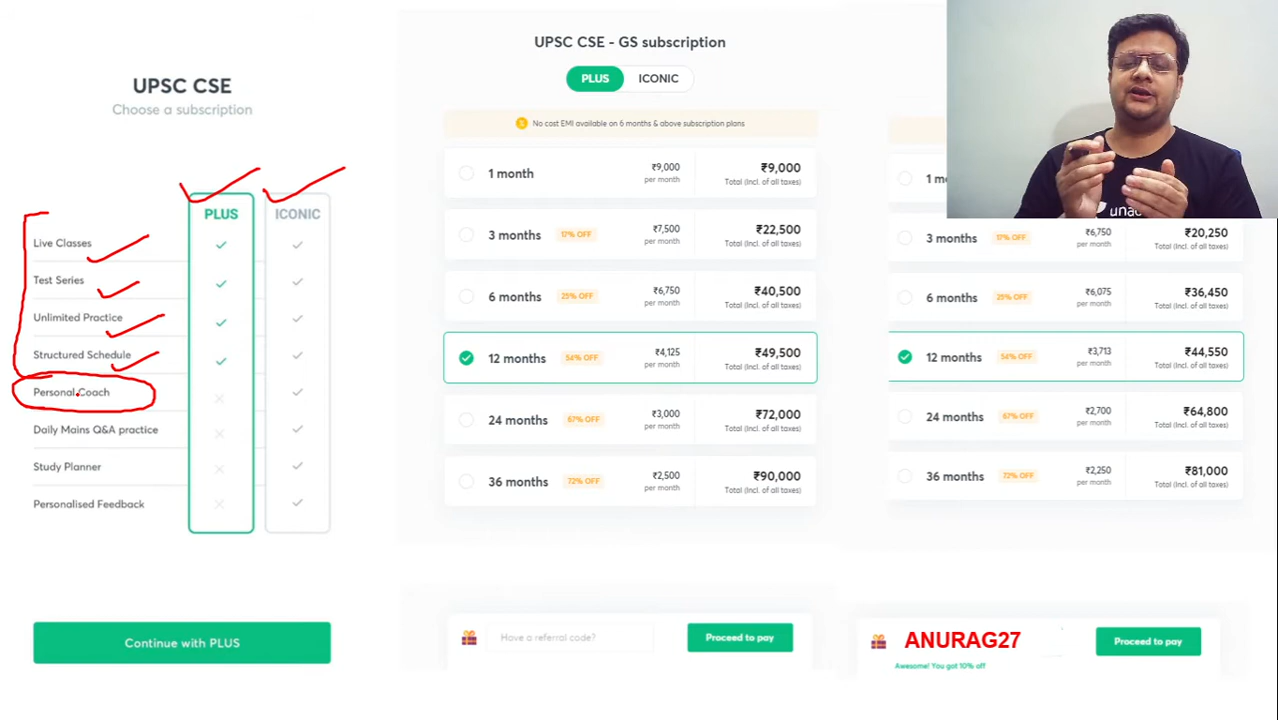 UPSC CSE
Choose a subscription
PLUS
ICONIC
Live Classes
Test Series
Unlimited Practice
Structured Schedule
Personal Coach
Daily Mains Q&A practice
Study Planner
Personalised Feedback
Continue with PLUS
UPSC CSE - GS subscription
PLUS
ICONIC
No cost EMI available on 6 months & above subscription plans
1 month ₹9,000 ₹9,000
per month Total (Incl. of all taxes)
3 months 17% OFF ₹7,500 ₹22,500
per month Total (Incl. of all taxes)
6 months 25% OFF ₹6,750 ₹40,500
per month Total (Incl. of all taxes)
12 months 54% OFF ₹4,125 ₹49,500
per month Total (Incl. of all taxes)
24 months 67% OFF ₹3,000 ₹72,000
per month Total (Incl. of all taxes)
36 months 72% OFF ₹2,500 ₹90,000
per month Total (Incl. of all taxes)
Have a referral code?
Proceed to pay
3 months 17% OFF ₹6,750 ₹20,250
per month Total (Incl. of all taxes)
6 months 25% OFF ₹6,075 ₹36,450
per month Total (Incl. of all taxes)
12 months 54% OFF ₹3,713 ₹44,550
per month Total (Incl. of all taxes)
24 months 67% OFF ₹2,700 ₹64,800
per month Total (Incl. of all taxes)
36 months 72% OFF ₹2,250 ₹81,000
per month Total (Incl. of all taxes)
ANURAG27
Proceed to pay
Awesome! You got 10% off